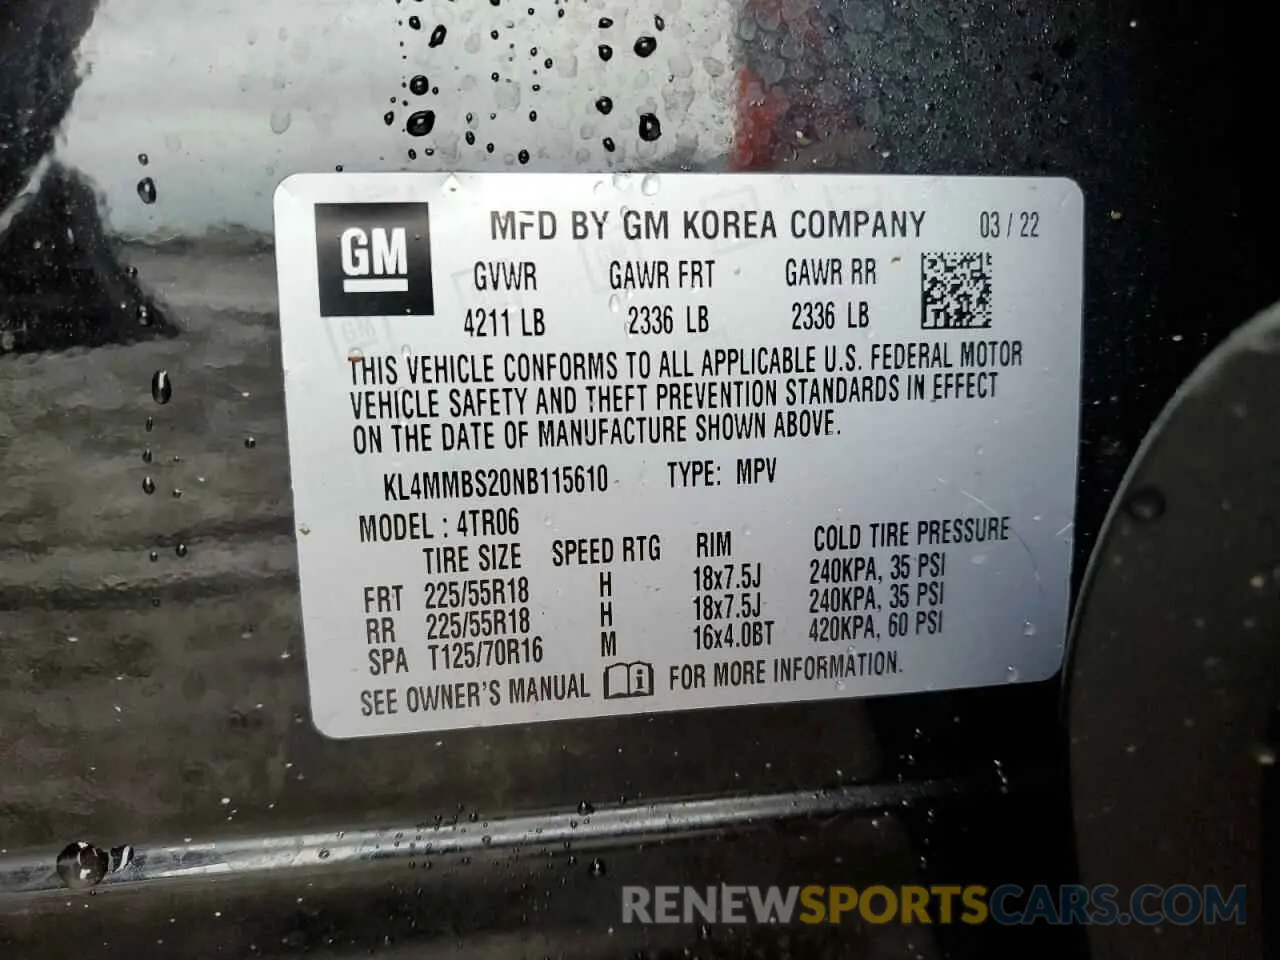 GM
MFD BY GM KOREA COMPANY 03 / 22
GVWR GAWR FRT GAWR RR
4211 LB 2336 LB 2336 LB
THIS VEHICLE CONFORMS TO ALL APPLICABLE U.S. FEDERAL MOTOR
VEHICLE SAFETY AND THEFT PREVENTION STANDARDS IN EFFECT
ON THE DATE OF MANUFACTURE SHOWN ABOVE.
KL4MMBS20NB115610 TYPE: MPV
MODEL : 4TR06
TIRE SIZE SPEED RTG RIM COLD TIRE PRESSURE
FRT 225/55R18 H 18x7.5J 240KPA, 35 PSI
RR 225/55R18 H 18x7.5J 240KPA, 35 PSI
SPA T125/70R16 M 16x4.0BT 420KPA, 60 PSI
SEE OWNER'S MANUAL FOR MORE INFORMATION.
RENEWSPORTSCARS.COM